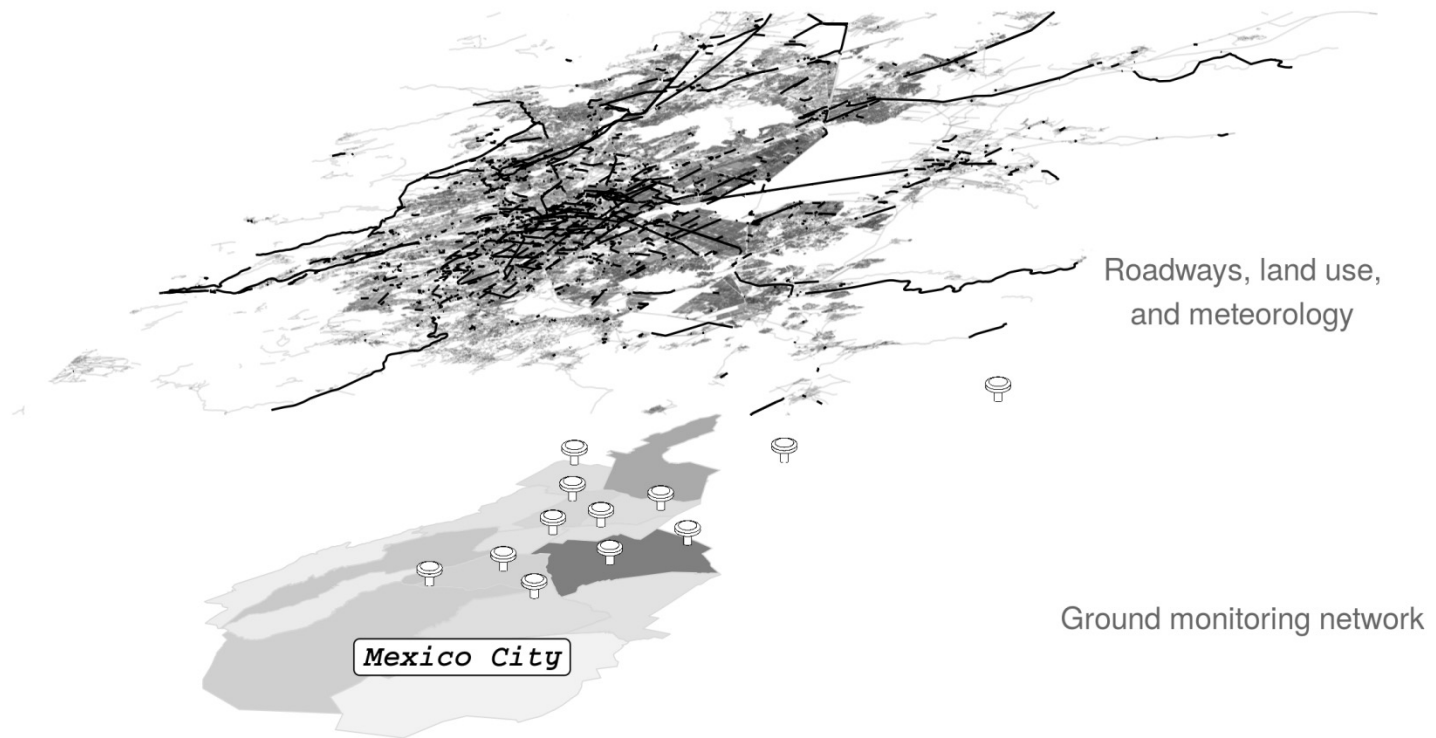 Roadways, land use,
and meteorology
Ground monitoring network
Mexico City